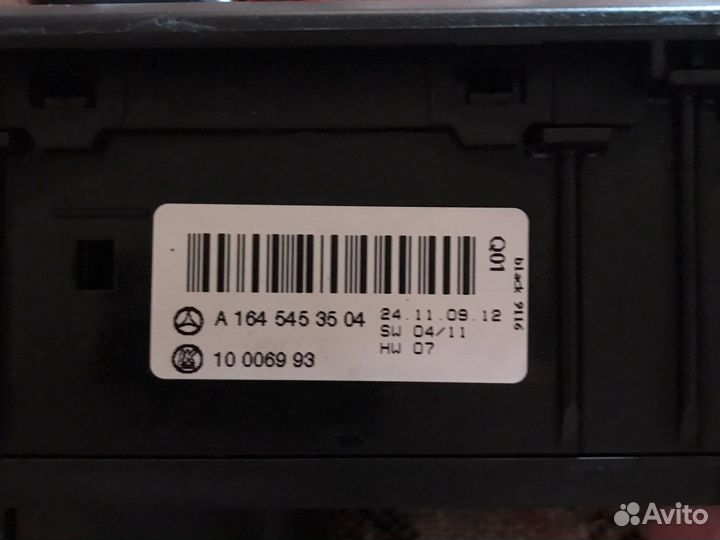 A 164 545 35 04
24.11.09.12
SW 04/11
HW 07
10 0069 93
Q01
black 9116
Avito